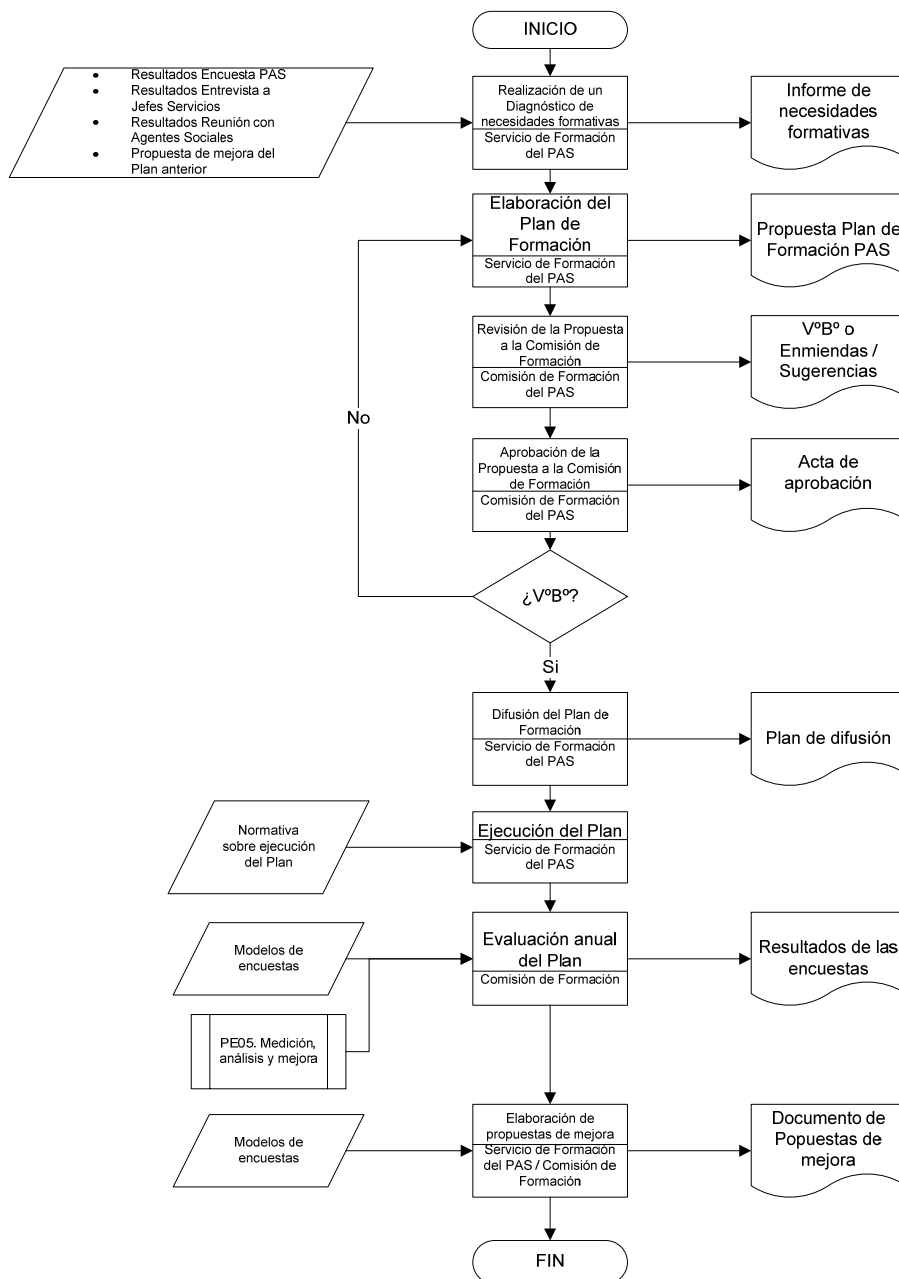 INICIO
• Resultados Encuesta PAS
• Resultados Entrevista a
Jefes Servicios
• Resultados Reunión con
Agentes Sociales
• Propuesta de mejora del
Plan anterior
Realización de un
Diagnóstico de
necesidades formativas
Servicio de Formación
del PAS
Informe de
necesidades
formativas
Elaboración del
Plan de
Formación
Servicio de Formación
del PAS
Propuesta Plan de
Formación PAS
Revisión de la Propuesta
a la Comisión de
Formación
Comisión de Formación
del PAS
VºBº o
Enmiendas /
Sugerencias
No
Aprobación de la
Propuesta a la Comisión
de Formación
Comisión de Formación
del PAS
Acta de
aprobación
¿VºBº?
Si
Difusión del Plan de
Formación
Servicio de Formación
del PAS
Plan de difusión
Normativa
sobre ejecución
del Plan
Ejecución del Plan
Servicio de Formación
del PAS
Modelos de
encuestas
Evaluación anual
del Plan
Comisión de Formación
Resultados de las
encuestas
PE05. Medición,
análisis y mejora
Modelos de
encuestas
Elaboración de
propuestas de mejora
Servicio de Formación
del PAS / Comisión de
Formación
Documento de
Popuestas de
mejora
FIN